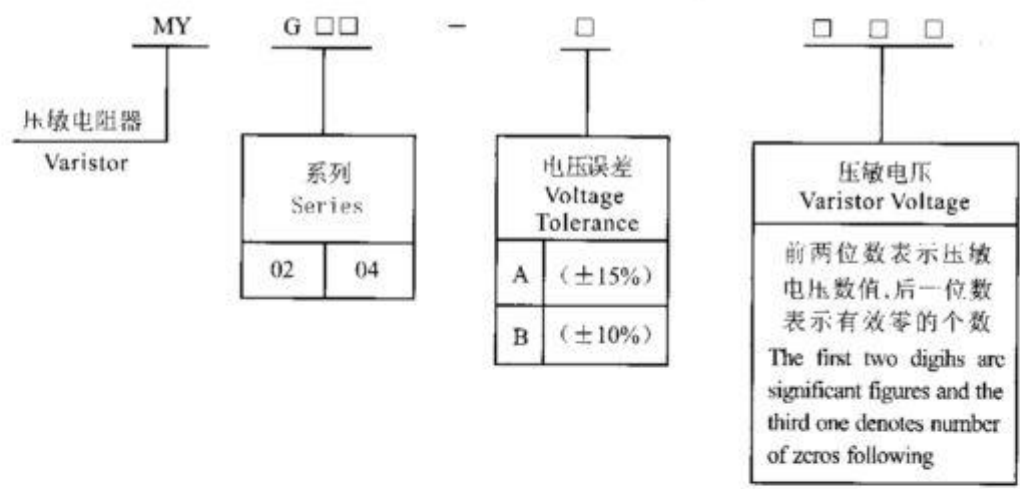 MY G □□ - □ □ □ □
压敏电阻器
Varistor
系列
Series
02 04
电压误差
Voltage
Tolerance
A (±15%)
B (±10%)
压敏电压
Varistor Voltage
前两位数表示压敏
电压数值,后一位数
表示有效零的个数
The first two digihs are
significant figures and the
third one denotes number
of zeros following